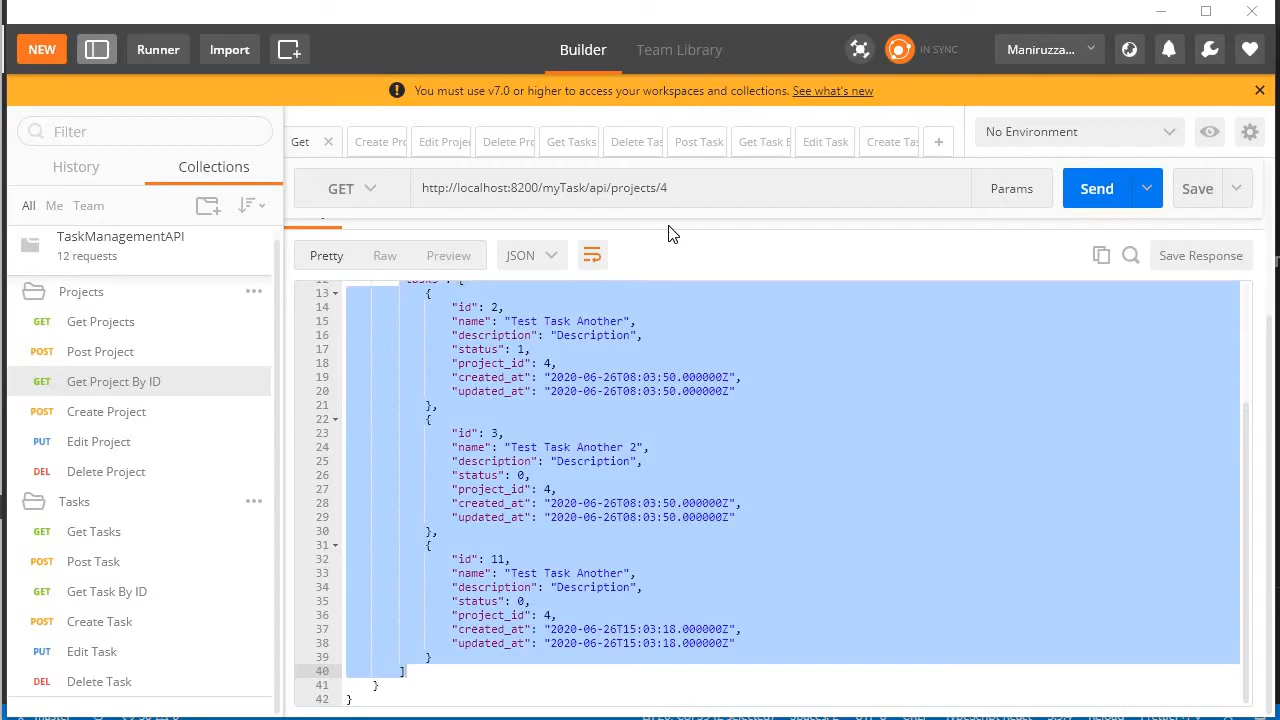 NEW
Runner
Import
Builder
Team Library
IN SYNC
Maniruzza...
You must use v7.0 or higher to access your workspaces and collections. See what's new
Filter
History
Collections
All
Me
Team
TaskManagementAPI
12 requests
Projects
GET Get Projects
POST Post Project
GET Get Project By ID
POST Create Project
PUT Edit Project
DEL Delete Project
Tasks
GET Get Tasks
POST Post Task
GET Get Task By ID
POST Create Task
PUT Edit Task
DEL Delete Task
Get
Create Pro
Edit Projec
Delete Pro
Get Tasks
Delete Tas
Post Task
Get Task B
Edit Task
Create Tas
No Environment
GET
http://localhost:8200/myTask/api/projects/4
Params
Send
Save
Pretty
Raw
Preview
JSON
Save Response
12 "tasks": [
13 {
14 "id": 2,
15 "name": "Test Task Another",
16 "description": "Description",
17 "status": 1,
18 "project_id": 4,
19 "created_at": "2020-06-26T08:03:50.000000Z",
20 "updated_at": "2020-06-26T08:03:50.000000Z"
21 },
22 {
23 "id": 3,
24 "name": "Test Task Another 2",
25 "description": "Description",
26 "status": 0,
27 "project_id": 4,
28 "created_at": "2020-06-26T08:03:50.000000Z",
29 "updated_at": "2020-06-26T08:03:50.000000Z"
30 },
31 {
32 "id": 11,
33 "name": "Test Task Another",
34 "description": "Description",
35 "status": 0,
36 "project_id": 4,
37 "created_at": "2020-06-26T15:03:18.000000Z",
38 "updated_at": "2020-06-26T15:03:18.000000Z"
39 }
40 ]
41 }
42 }